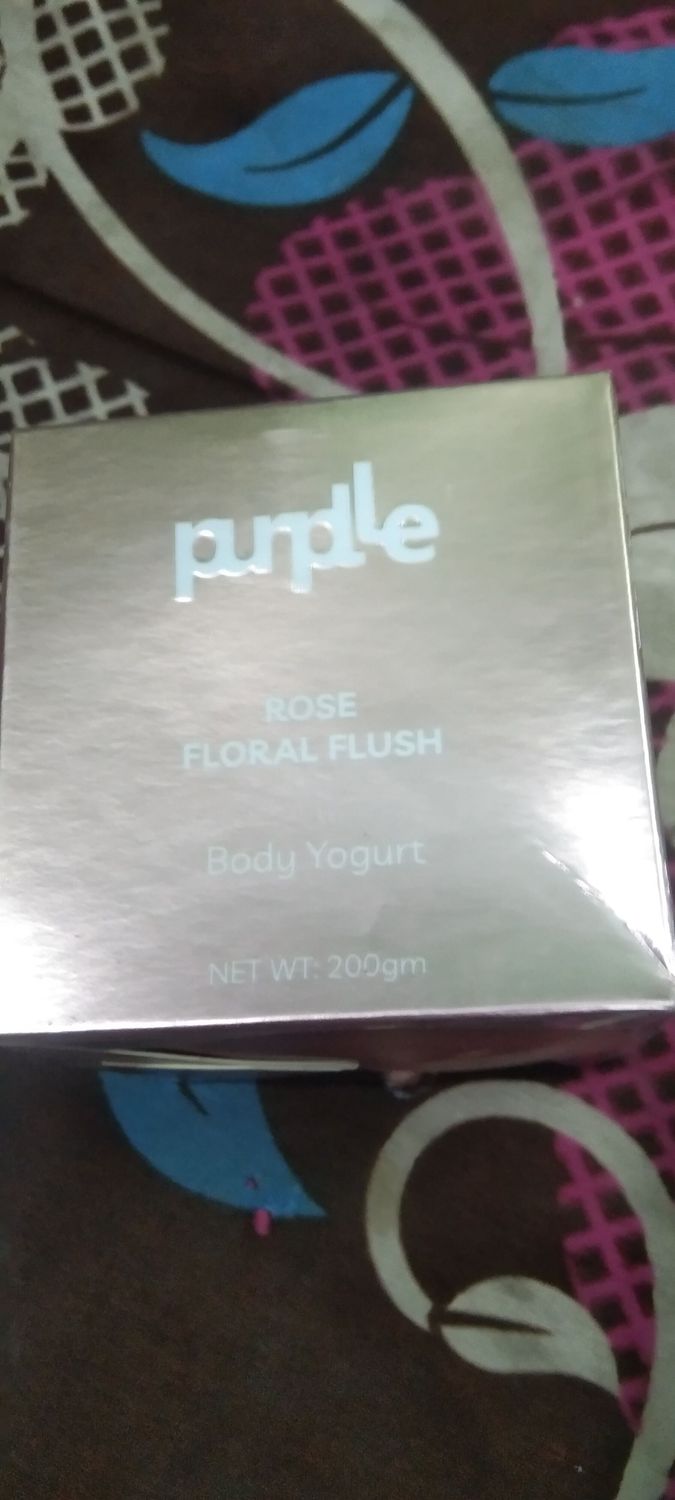 purplle
ROSE
FLORAL FLUSH
Body Yogurt
NET WT: 200gm